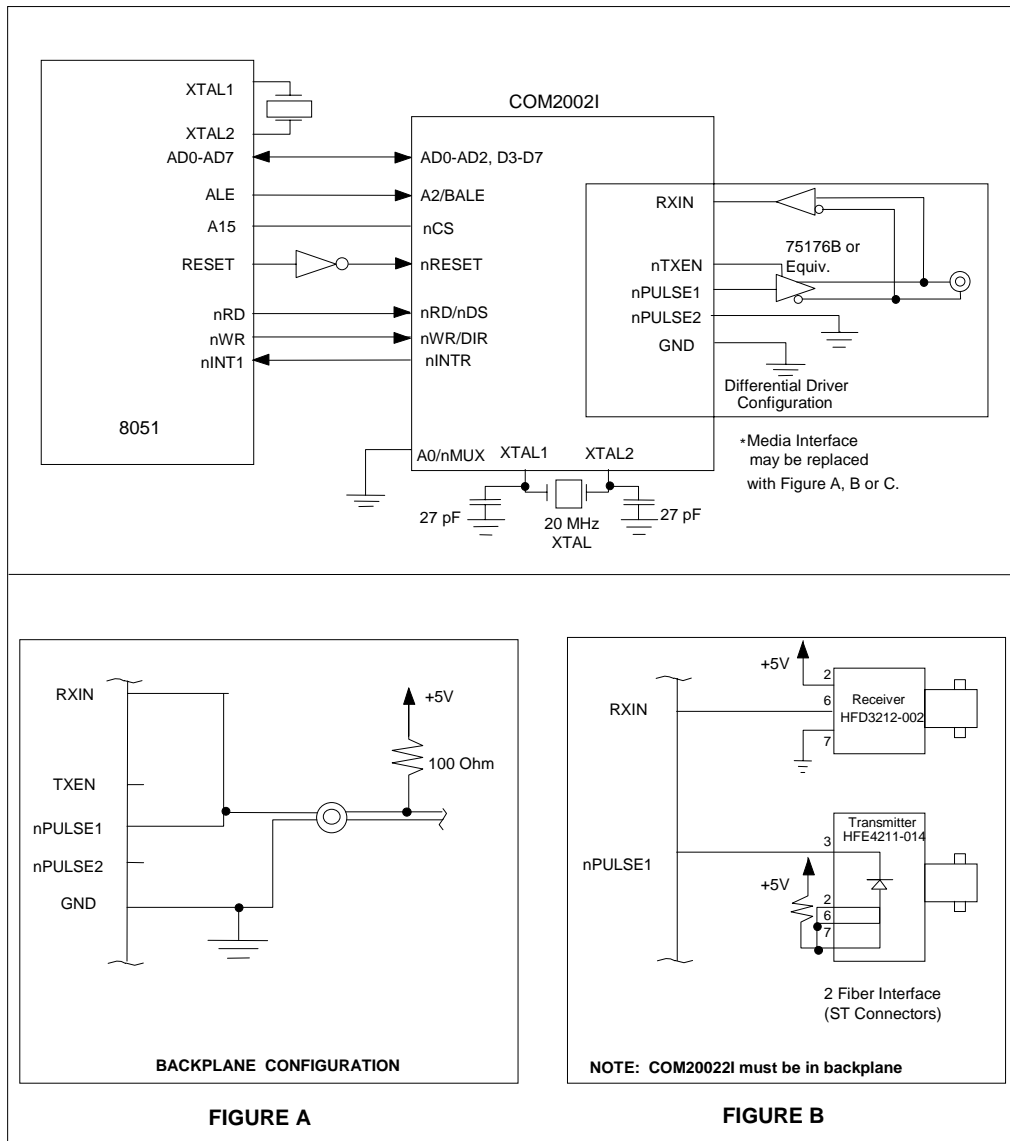 XTAL1
XTAL2
AD0-AD7
ALE
A15
RESET
nRD
nWR
nINT1
8051
COM2002I
AD0-AD2, D3-D7
A2/BALE
nCS
nRESET
nRD/nDS
nWR/DIR
nINTR
A0/nMUX
XTAL1
XTAL2
27 pF
20 MHz
XTAL
27 pF
RXIN
nTXEN
nPULSE1
nPULSE2
GND
75176B or
Equiv.
Differential Driver
Configuration
*Media Interface
may be replaced
with Figure A, B or C.
RXIN
TXEN
nPULSE1
nPULSE2
GND
+5V
100 Ohm
BACKPLANE CONFIGURATION
FIGURE A
RXIN
nPULSE1
+5V
2
6
7
Receiver
HFD3212-002
Transmitter
HFE4211-014
3
+5V
2
6
7
2 Fiber Interface
(ST Connectors)
NOTE: COM20022I must be in backplane
FIGURE B